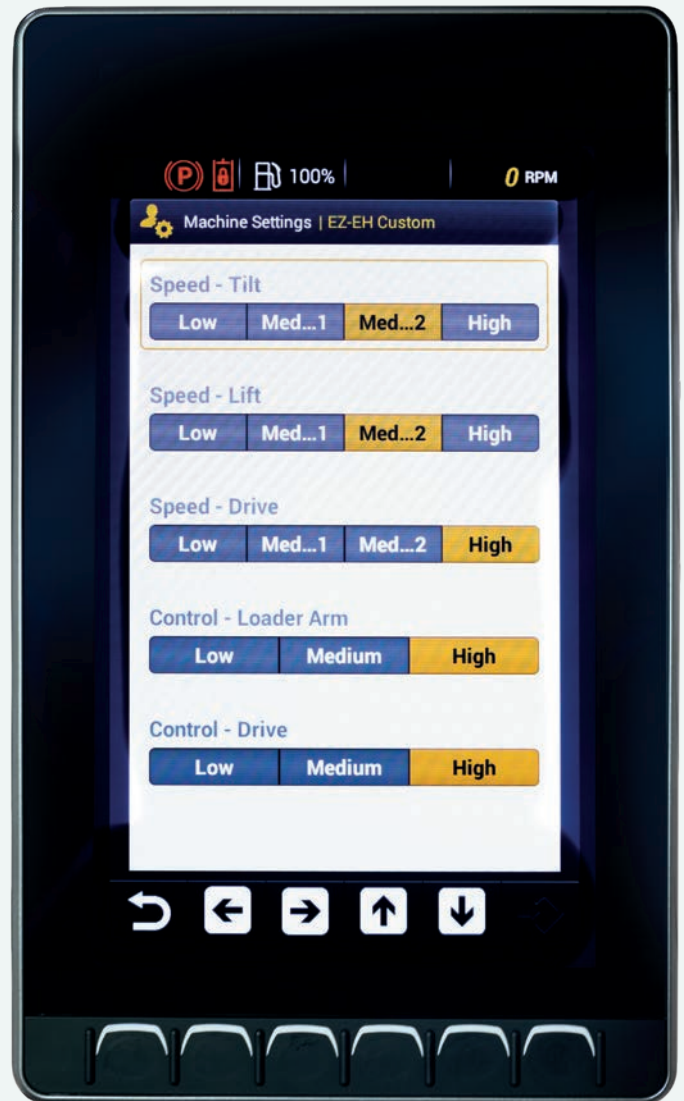 (P) 100% 0 RPM
Machine Settings | EZ-EH Custom
Speed - Tilt
Low Med...1 Med...2 High
Speed - Lift
Low Med...1 Med...2 High
Speed - Drive
Low Med...1 Med...2 High
Control - Loader Arm
Low Medium High
Control - Drive
Low Medium High